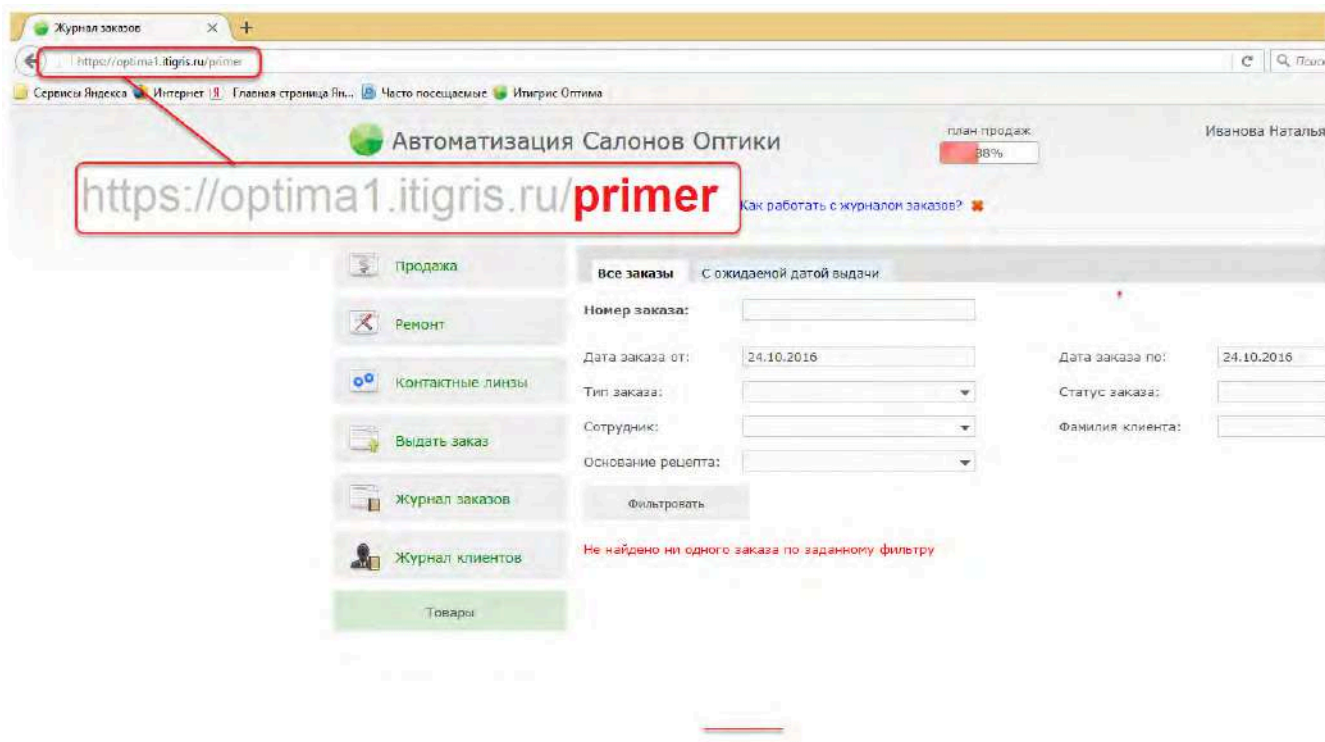 Журнал заказов
https://optima1.itigris.ru/primer
Поиск
Сервисы Яндекса Интернет Я Главная страница Ян... Часто посещаемые Итигрис Оптима
Автоматизация Салонов Оптики
план продаж
38%
Иванова Наталья
https://optima1.itigris.ru/primer
Как работать с журналом заказов?
Продажа
Ремонт
Контактные линзы
Выдать заказ
Журнал заказов
Журнал клиентов
Товары
Все заказы С ожидаемой датой выдачи
Номер заказа:
Дата заказа от: 24.10.2016 Дата заказа по: 24.10.2016
Тип заказа: Статус заказа:
Сотрудник: Фамилия клиента:
Основание рецепта:
Фильтровать
Не найдено ни одного заказа по заданному фильтру